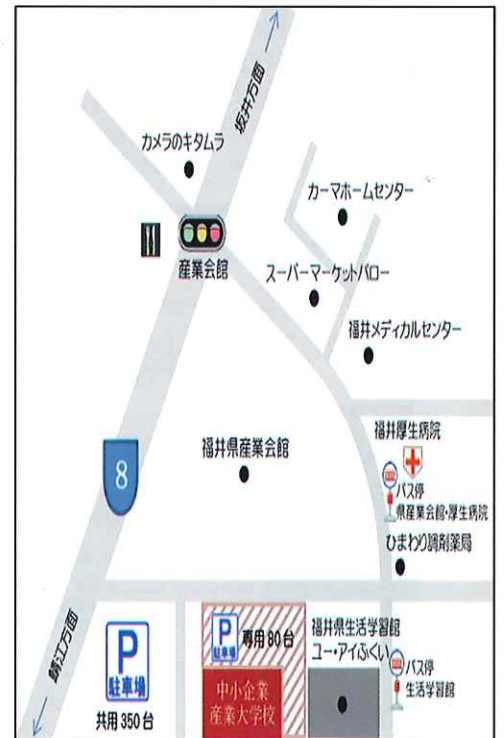 坂井方面
カメラのキタムラ
カーマホームセンター
産業会館
スーパーマーケットバロー
福井メディカルセンター
福井厚生病院
福井県産業会館
8
バス停
県産業会館・厚生病院
ひまわり調剤薬局
鯖江方面
P
駐車場
共用350台
P
駐車場
専用80台
中小企業
産業大学校
福井県生活学習館
ユー・アイふくい
バス停
生活学習館